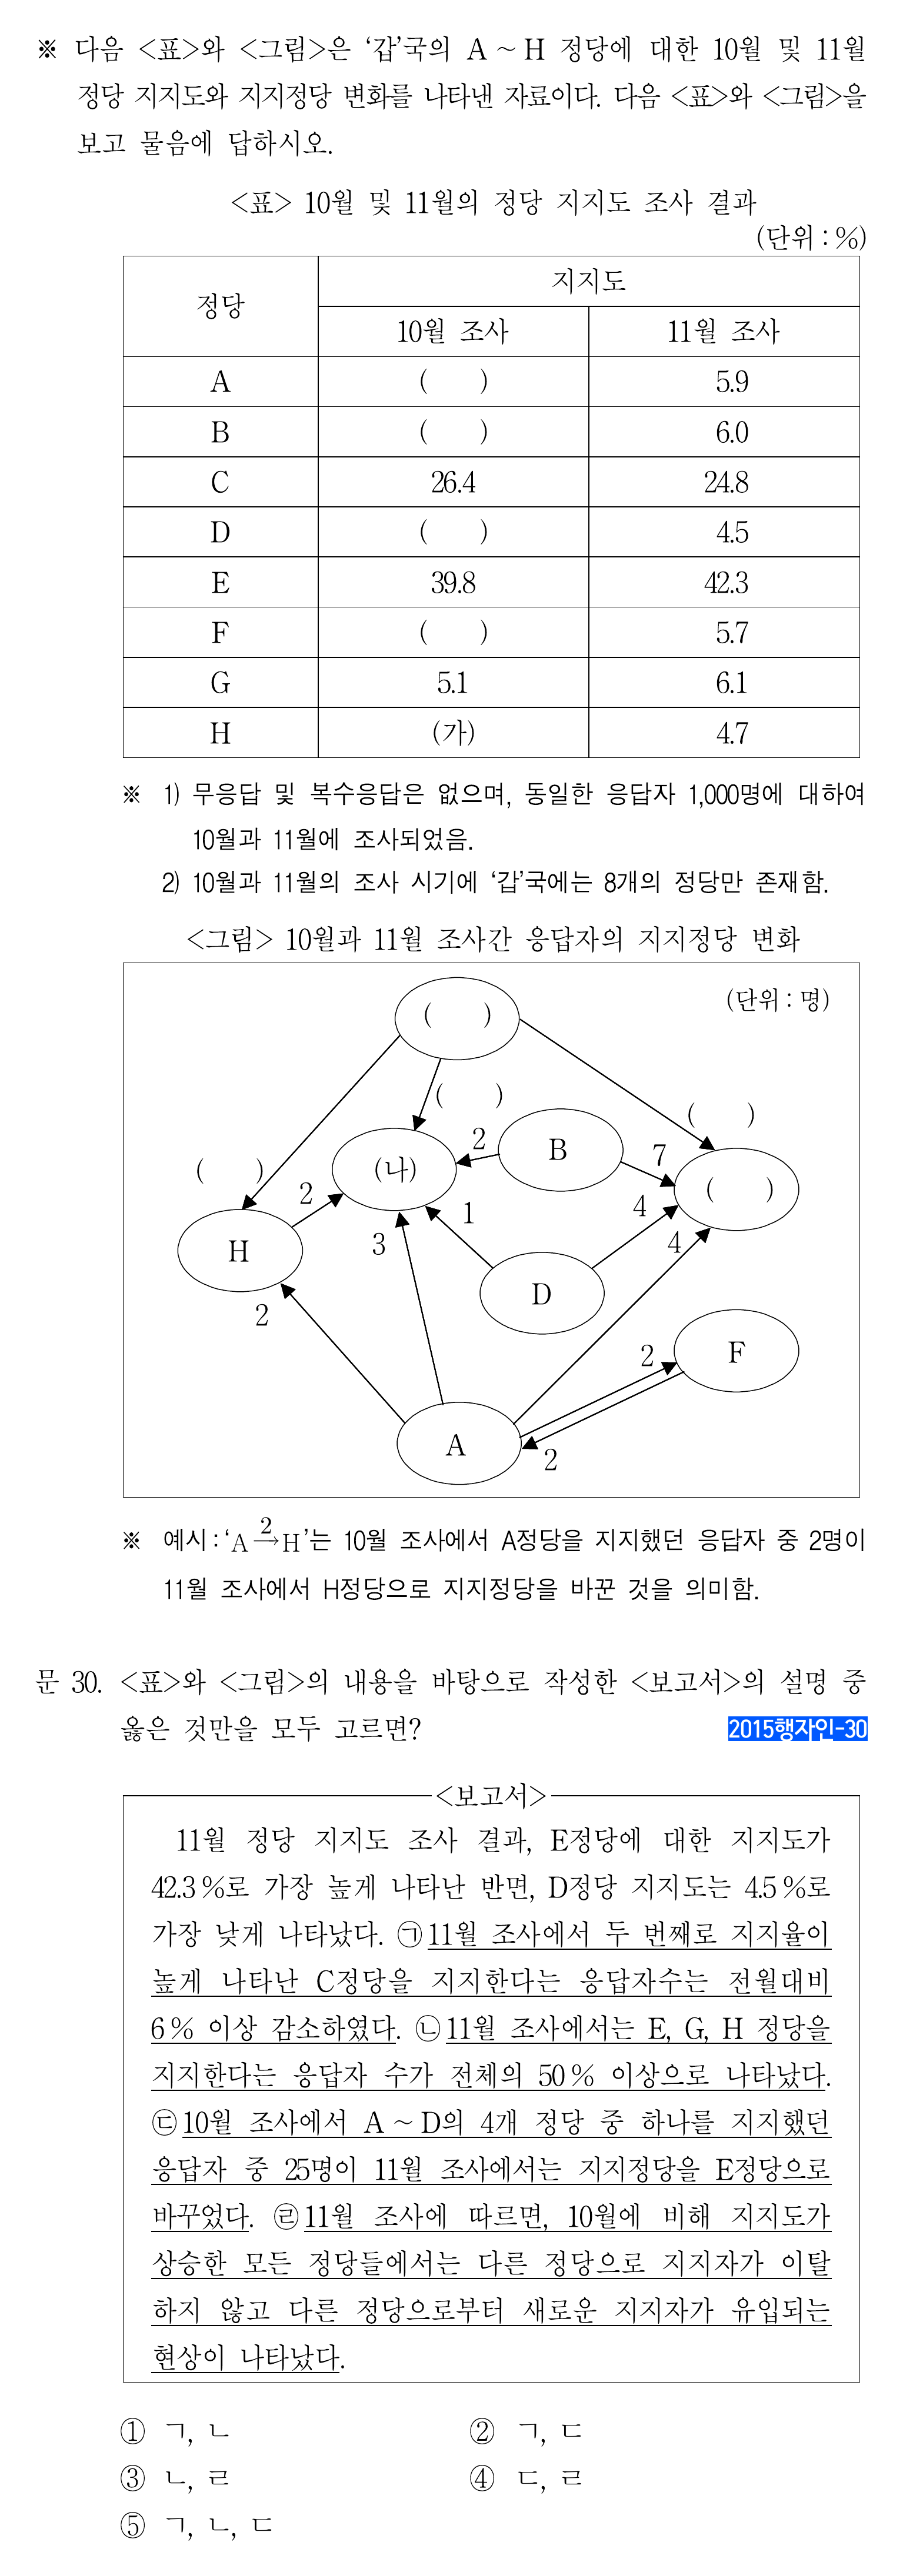 ※ 다음 <표>와 <그림>은 ‘갑’국의 A ~ H 정당에 대한 10월 및 11월
정당 지지도와 지지정당 변화를 나타낸 자료이다. 다음 <표>와 <그림>을
보고 물음에 답하시오.
<표> 10월 및 11월의 정당 지지도 조사 결과
(단위 : %)
정당 지지도
10월 조사 11월 조사
A ( ) 5.9
B ( ) 6.0
C 26.4 24.8
D ( ) 4.5
E 39.8 42.3
F ( ) 5.7
G 5.1 6.1
H (가) 4.7
※ 1) 무응답 및 복수응답은 없으며, 동일한 응답자 1,000명에 대하여
10월과 11월에 조사되었음.
2) 10월과 11월의 조사 시기에 ‘갑’국에는 8개의 정당만 존재함.
<그림> 10월과 11월 조사간 응답자의 지지정당 변화
(단위 : 명)
( )
( )
( )
2 B
(나) 7
( )
( )
2
4
( )
H
3
1
4
D
2
2 F
A
2
※ 예시 : ‘A 2→ H’는 10월 조사에서 A정당을 지지했던 응답자 중 2명이
11월 조사에서 H정당으로 지지정당을 바꾼 것을 의미함.
문 30. <표>와 <그림>의 내용을 바탕으로 작성한 <보고서>의 설명 중
옳은 것만을 모두 고르면? 2015행자인-30
<보고서>
11월 정당 지지도 조사 결과, E정당에 대한 지지도가
42.3 %로 가장 높게 나타난 반면, D정당 지지도는 4.5 %로
가장 낮게 나타났다. ㉠11월 조사에서 두 번째로 지지율이
높게 나타난 C정당을 지지한다는 응답자수는 전월대비
6 % 이상 감소하였다. ㉡11월 조사에서는 E, G, H 정당을
지지한다는 응답자 수가 전체의 50 % 이상으로 나타났다.
㉢10월 조사에서 A ~ D의 4개 정당 중 하나를 지지했던
응답자 중 25명이 11월 조사에서는 지지정당을 E정당으로
바꾸었다. ㉣11월 조사에 따르면, 10월에 비해 지지도가
상승한 모든 정당들에서는 다른 정당으로 지지자가 이탈
하지 않고 다른 정당으로부터 새로운 지지자가 유입되는
현상이 나타났다.
① ㄱ, ㄴ ② ㄱ, ㄷ
③ ㄴ, ㄹ ④ ㄷ, ㄹ
⑤ ㄱ, ㄴ, ㄷ